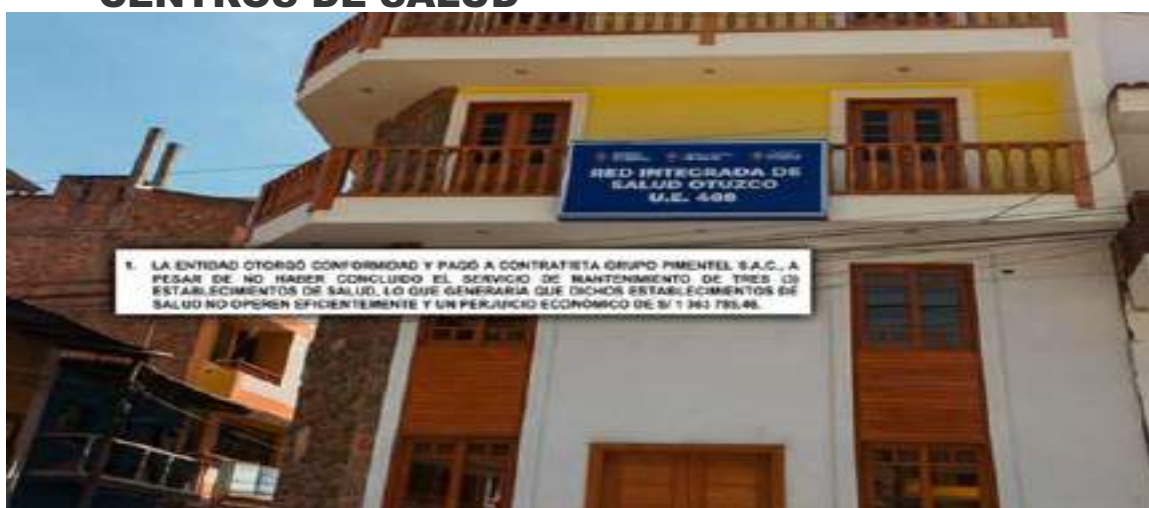 CENTROS DE SALUD
RED INTEGRADA DE
SALUD OTUZCO
U.E.
1. LA ENTIDAD OTORGÓ CONFORMIDAD Y PAGÓ A CONTRATISTA GRUPO PIMENTEL S.A.C., A
PESAR DE NO HABER CONCLUIDO EL SERVICIO DE MANTENIMIENTO DE TRES (3)
ESTABLECIMIENTOS DE SALUD, LO QUE GENERARÍA QUE DICHOS ESTABLECIMIENTOS DE
SALUD NO OPEREN EFICIENTEMENTE Y UN PERJUICIO ECONÓMICO DE S/